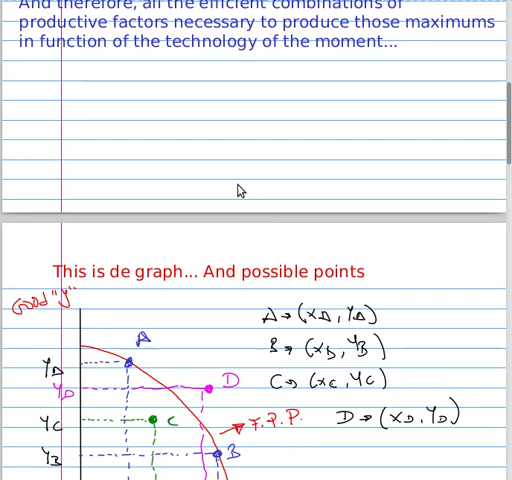 And therefore, all the efficient combinations of
productive factors necessary to produce those maximums
in function of the technology of the moment...
This is de graph... And possible points
Good "y"
A→(XA, YA)
A
B→(XB, YB)
YA
D
C→(XC, YC)
YD
D→(XD, YD)
YC
C
F.P.P.
YB
B